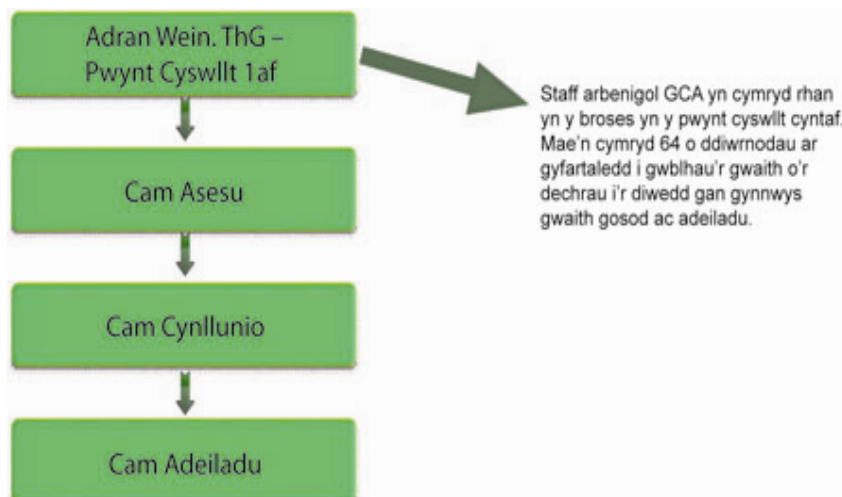 Adran Wein. ThG –
Pwynt Cyswllt 1af
Staff arbenigol GCA yn cymryd rhan
yn y broses yn y pwynt cyswllt cyntaf.
Mae'n cymryd 64 o ddiwrnodau ar
gyfartaledd i gwblhau'r gwaith o'r
dechrau i'r diwedd gan gynnwys
gwaith gosod ac adeiladu.
Cam Asesu
Cam Cynllunio
Cam Adeiladu